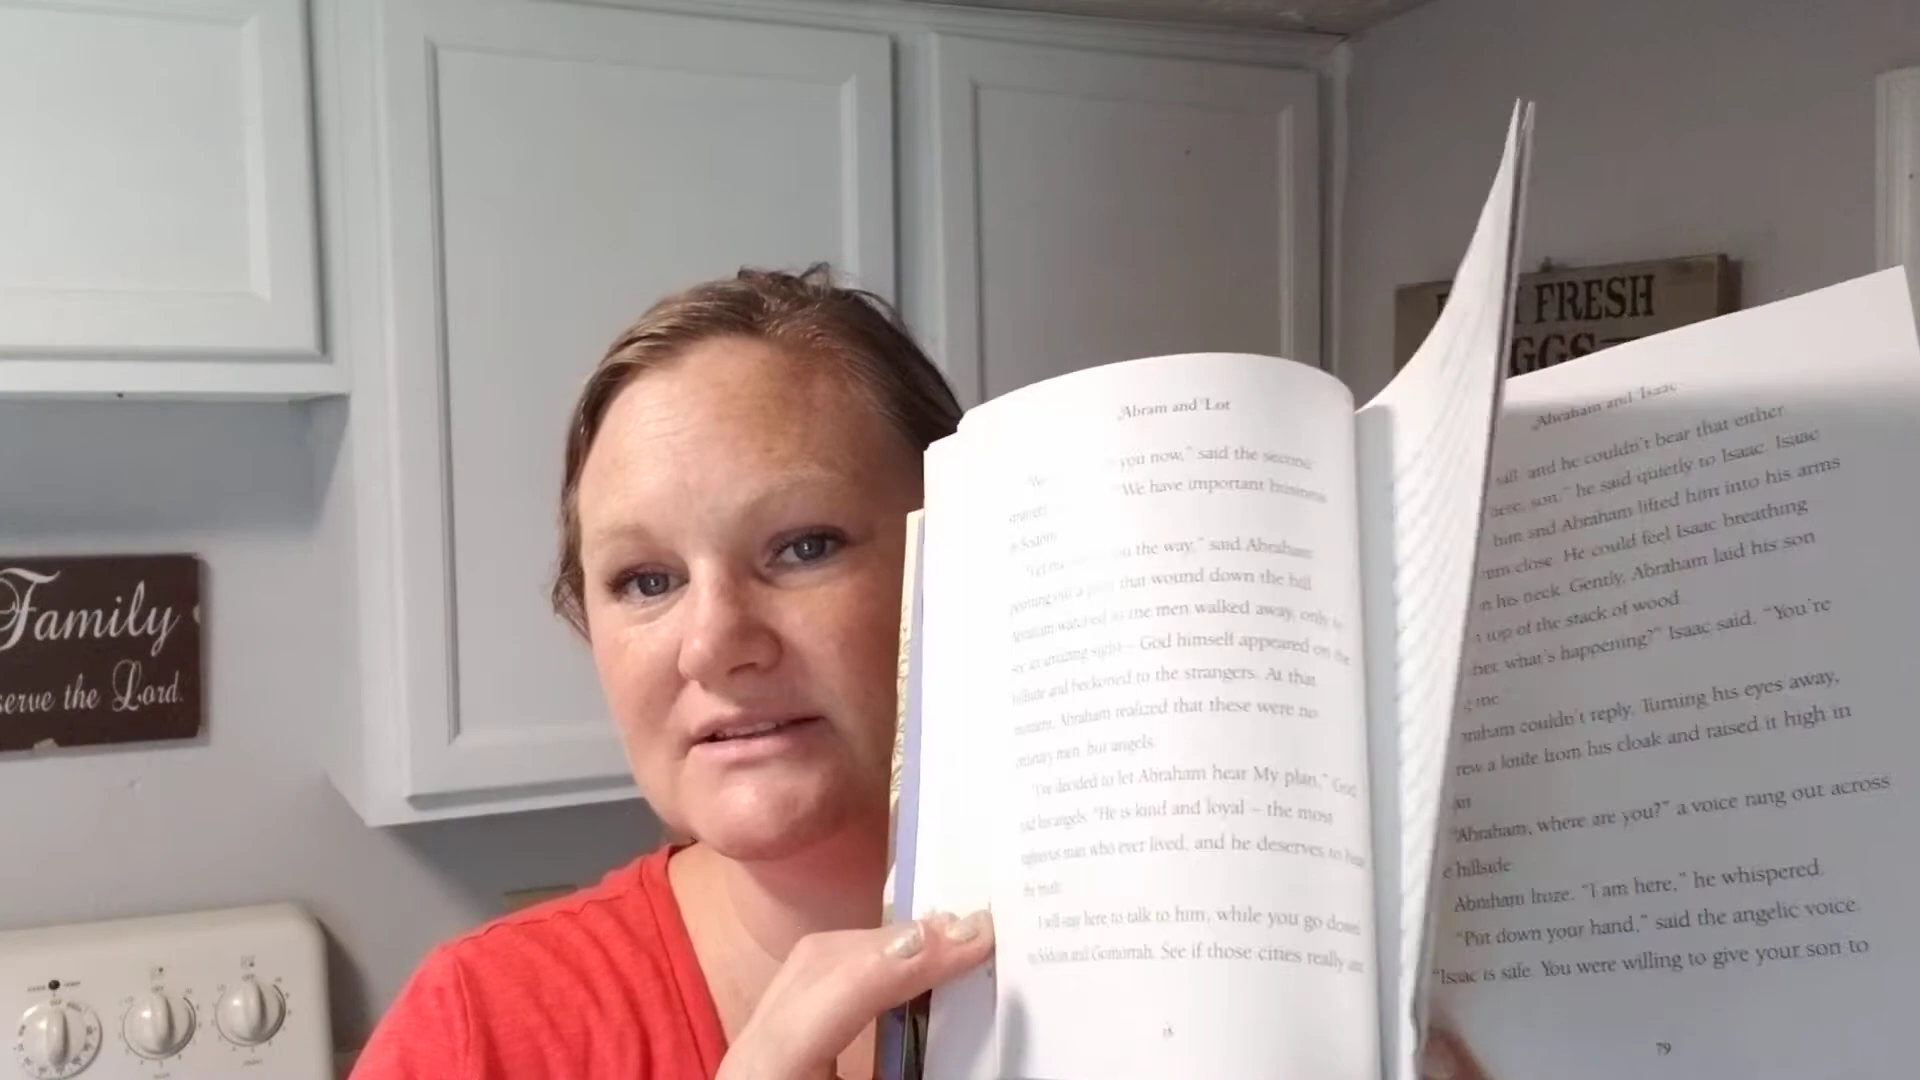 Family
serve the Lord.
FRESH
GGS
Abram and Lot
you now," said the second
"We have important business
the way," said Abraham
that wound down the hill
Abraham watched as the men walked away, only to
see an amazing sight – God himself appeared on the
hillside and beckoned to the strangers. At that
moment, Abraham realized that these were no
ordinary men, but angels.
"I've decided to let Abraham hear My plan," God
"He is kind and loyal – the most
righteous man who ever lived, and he deserves to hear
the truth.
I will stay here to talk to him, while you go down
to Sodom and Gomorrah. See if those cities really are
Abraham and Isaac
and he couldn't bear that either
son," he said quietly to Isaac. Isaac
him and Abraham lifted him into his arms
close. He could feel Isaac breathing
his neck. Gently, Abraham laid his son
top of the stack of wood.
what's happening?" Isaac said. "You're
me.
couldn't reply. Turning his eyes away,
knife from his cloak and raised it high in
"Abraham, where are you?" a voice rang out across
hillside.
Abraham froze. "I am here," he whispered.
"Put down your hand," said the angelic voice.
"Isaac is safe. You were willing to give your son to
79